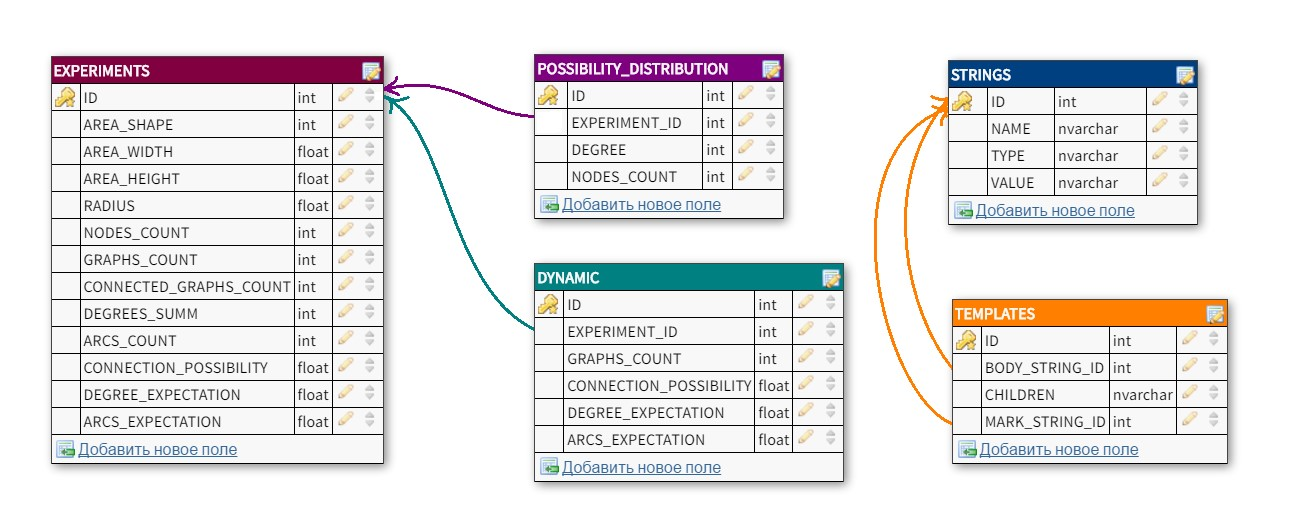 EXPERIMENTS
ID int
AREA_SHAPE int
AREA_WIDTH float
AREA_HEIGHT float
RADIUS float
NODES_COUNT int
GRAPHS_COUNT int
CONNECTED_GRAPHS_COUNT int
DEGREES_SUMM int
ARCS_COUNT int
CONNECTION_POSSIBILITY float
DEGREE_EXPECTATION float
ARCS_EXPECTATION float
Добавить новое поле
POSSIBILITY_DISTRIBUTION
ID int
EXPERIMENT_ID int
DEGREE int
NODES_COUNT int
Добавить новое поле
DYNAMIC
ID int
EXPERIMENT_ID int
GRAPHS_COUNT int
CONNECTION_POSSIBILITY float
DEGREE_EXPECTATION float
ARCS_EXPECTATION float
Добавить новое поле
STRINGS
ID int
NAME nvarchar
TYPE nvarchar
VALUE nvarchar
Добавить новое поле
TEMPLATES
ID int
BODY_STRING_ID int
CHILDREN nvarchar
MARK_STRING_ID int
Добавить новое поле